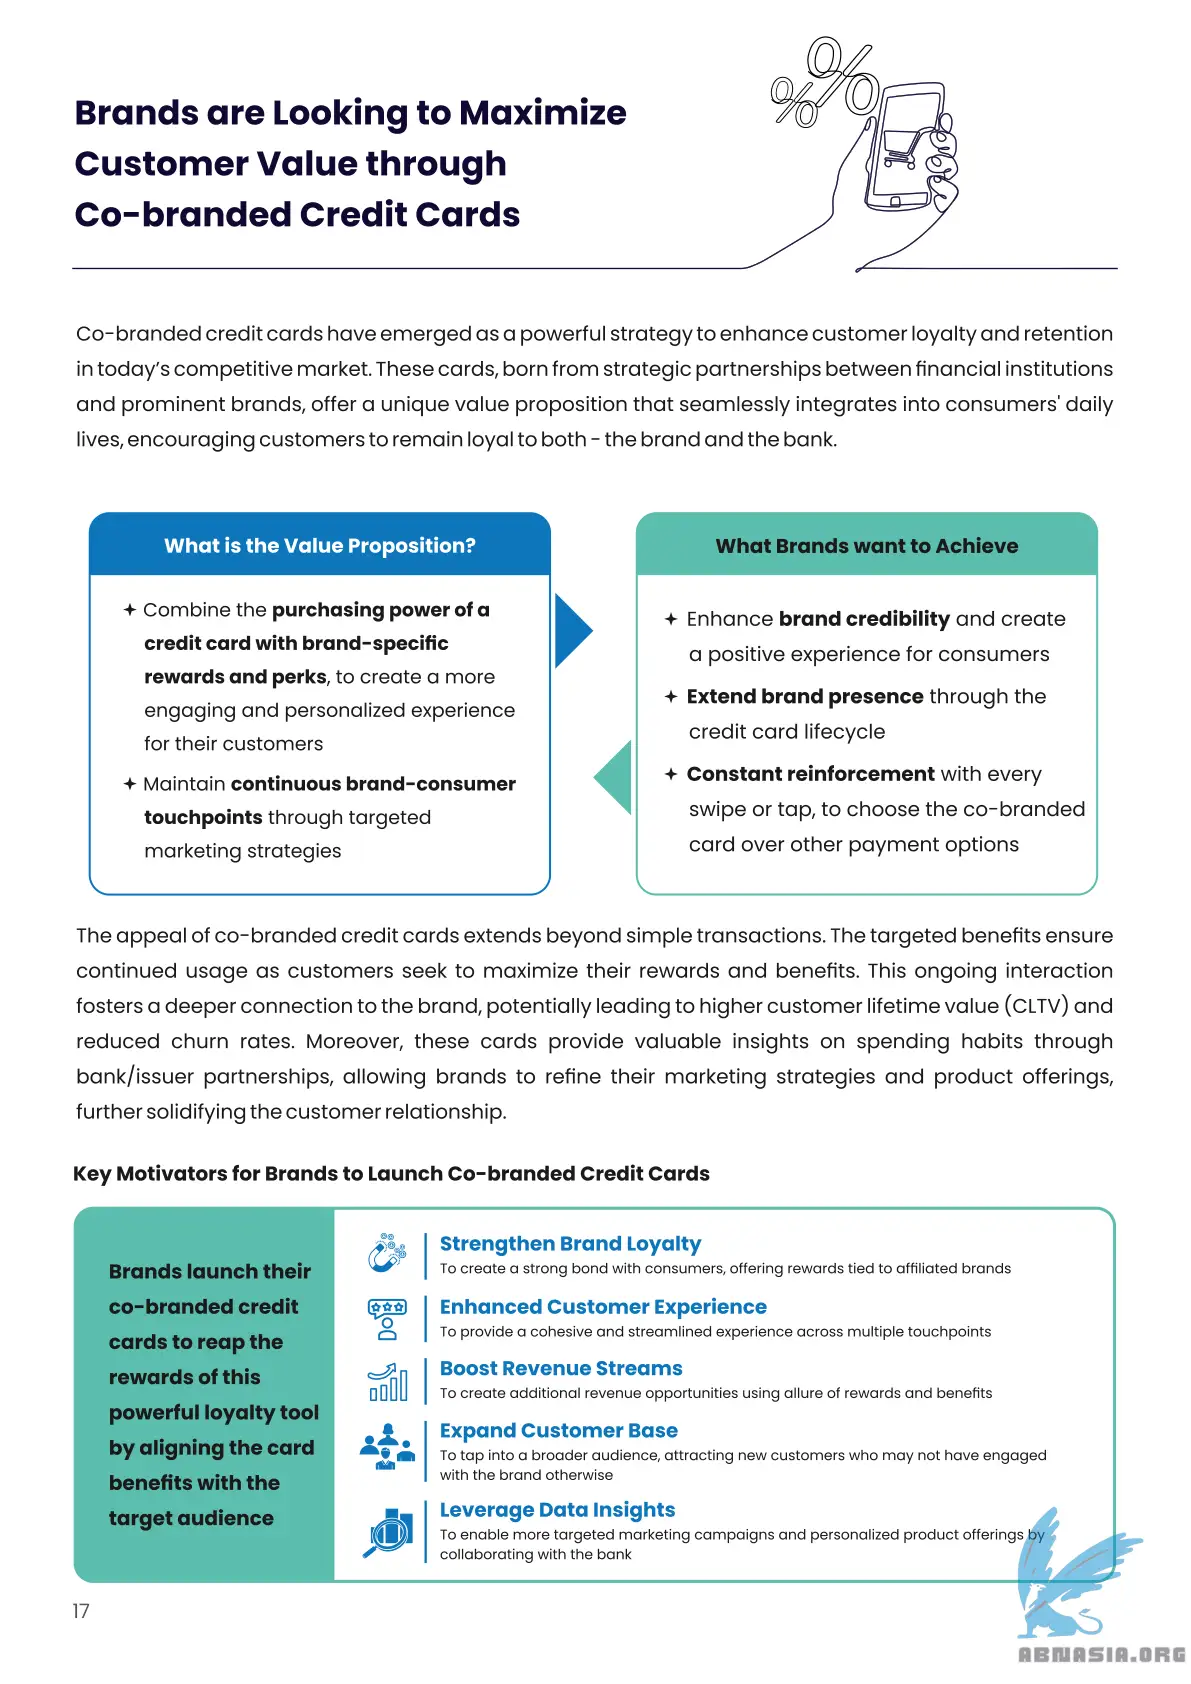 Brands are Looking to Maximize
Customer Value through
Co-branded Credit Cards
Co-branded credit cards have emerged as a powerful strategy to enhance customer loyalty and retention
in today's competitive market. These cards, born from strategic partnerships between financial institutions
and prominent brands, offer a unique value proposition that seamlessly integrates into consumers' daily
lives, encouraging customers to remain loyal to both - the brand and the bank.
What is the Value Proposition?
Combine the purchasing power of a
credit card with brand-specific
rewards and perks, to create a more
engaging and personalized experience
for their customers
Maintain continuous brand-consumer
touchpoints through targeted
marketing strategies
What Brands want to Achieve
Enhance brand credibility and create
a positive experience for consumers
Extend brand presence through the
credit card lifecycle
Constant reinforcement with every
swipe or tap, to choose the co-branded
card over other payment options
The appeal of co-branded credit cards extends beyond simple transactions. The targeted benefits ensure
continued usage as customers seek to maximize their rewards and benefits. This ongoing interaction
fosters a deeper connection to the brand, potentially leading to higher customer lifetime value (CLTV) and
reduced churn rates. Moreover, these cards provide valuable insights on spending habits through
bank/issuer partnerships, allowing brands to refine their marketing strategies and product offerings,
further solidifying the customer relationship.
Key Motivators for Brands to Launch Co-branded Credit Cards
Brands launch their
co-branded credit
cards to reap the
rewards of this
powerful loyalty tool
by aligning the card
benefits with the
target audience
Strengthen Brand Loyalty
To create a strong bond with consumers, offering rewards tied to affiliated brands
Enhanced Customer Experience
To provide a cohesive and streamlined experience across multiple touchpoints
Boost Revenue Streams
To create additional revenue opportunities using allure of rewards and benefits
Expand Customer Base
To tap into a broader audience, attracting new customers who may not have engaged
with the brand otherwise
Leverage Data Insights
To enable more targeted marketing campaigns and personalized product offerings by
collaborating with the bank
17
ABNASIA.ORG